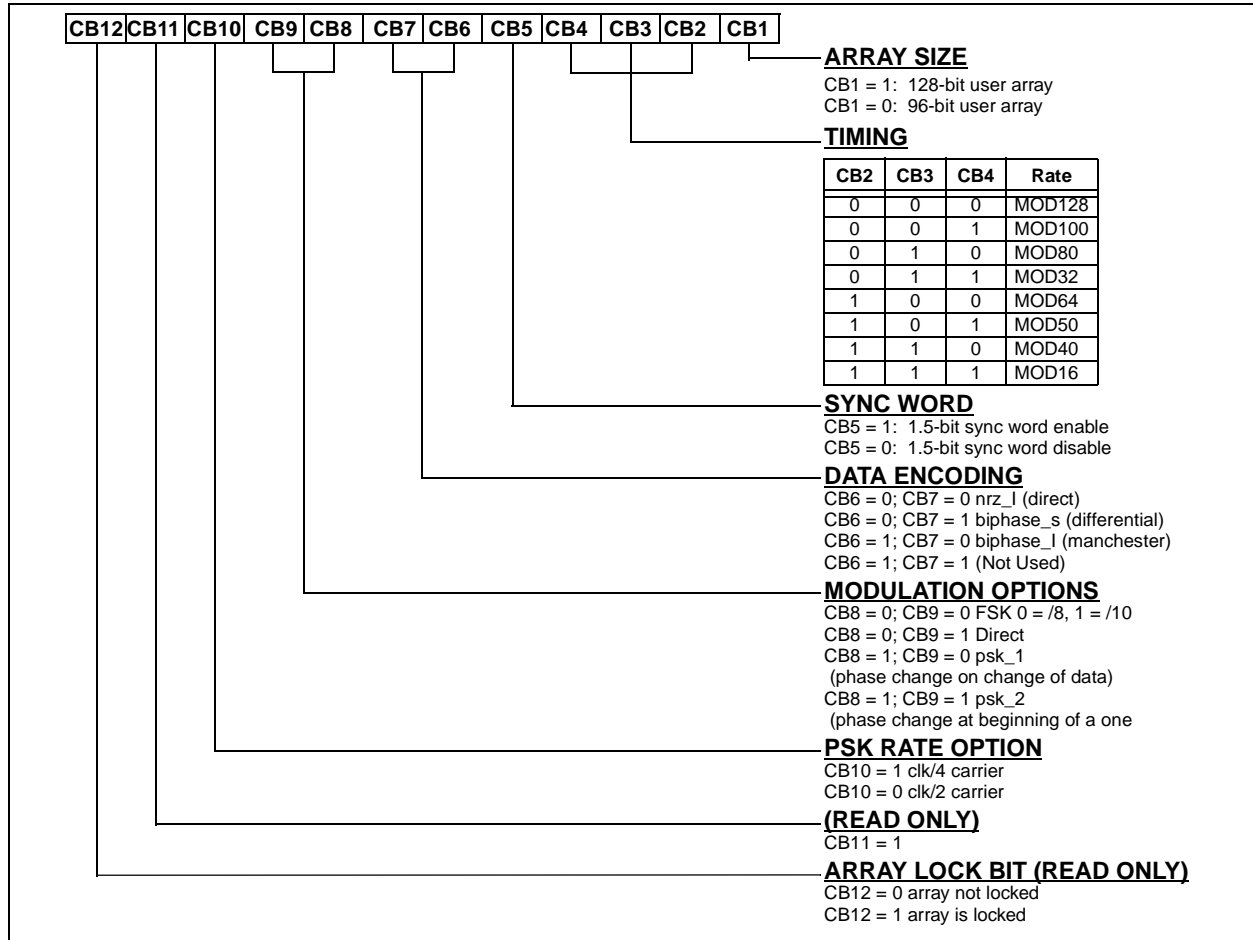 CB12 CB11 CB10 CB9 CB8 CB7 CB6 CB5 CB4 CB3 CB2 CB1
ARRAY SIZE
CB1 = 1: 128-bit user array
CB1 = 0: 96-bit user array
TIMING
CB2 CB3 CB4 Rate
0 0 0 MOD128
0 0 1 MOD100
0 1 0 MOD80
0 1 1 MOD32
1 0 0 MOD64
1 0 1 MOD50
1 1 0 MOD40
1 1 1 MOD16
SYNC WORD
CB5 = 1: 1.5-bit sync word enable
CB5 = 0: 1.5-bit sync word disable
DATA ENCODING
CB6 = 0; CB7 = 0 nrz_l (direct)
CB6 = 0; CB7 = 1 biphase_s (differential)
CB6 = 1; CB7 = 0 biphase_l (manchester)
CB6 = 1; CB7 = 1 (Not Used)
MODULATION OPTIONS
CB8 = 0; CB9 = 0 FSK 0 = /8, 1 = /10
CB8 = 0; CB9 = 1 Direct
CB8 = 1; CB9 = 0 psk_1
(phase change on change of data)
CB8 = 1; CB9 = 1 psk_2
(phase change at beginning of a one
PSK RATE OPTION
CB10 = 1 clk/4 carrier
CB10 = 0 clk/2 carrier
(READ ONLY)
CB11 = 1
ARRAY LOCK BIT (READ ONLY)
CB12 = 0 array not locked
CB12 = 1 array is locked